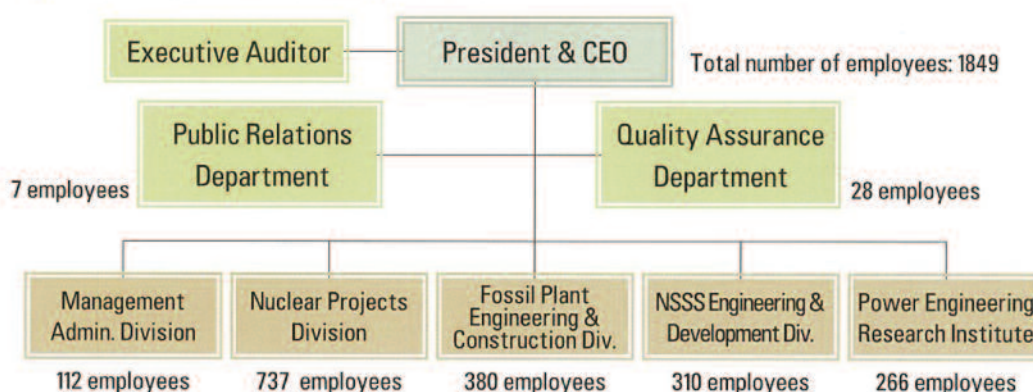 Executive Auditor
President & CEO
Total number of employees: 1849
Public Relations
Department
7 employees
Quality Assurance
Department
28 employees
Management
Admin. Division
112 employees
Nuclear Projects
Division
737 employees
Fossil Plant
Engineering &
Construction Div.
380 employees
NSSS Engineering &
Development Div.
310 employees
Power Engineering
Research Institute
266 employees